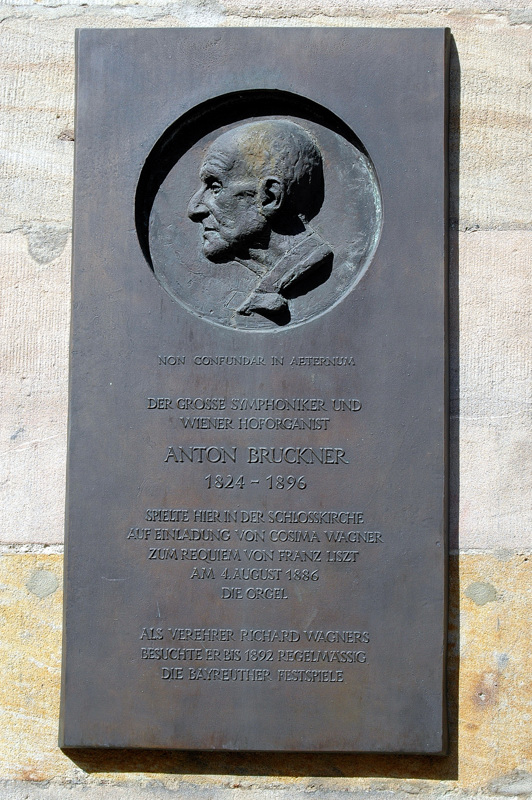 NON CONFUNDAR IN AETERNUM
DER GROSSE SYMPHONIKER UND
WIENER HOFORGANIST
ANTON BRUCKNER
1824 - 1896
SPIELTE HIER IN DER SCHLOSSKIRCHE
AUF EINLADUNG VON COSIMA WAGNER
ZUM REQUIEM VON FRANZ LISZT
AM 4. AUGUST 1886
DIE ORGEL
ALS VEREHRER RICHARD WAGNERS
BESUCHTE ER BIS 1892 REGELMÄSSIG
DIE BAYREUTHER FESTSPIELE